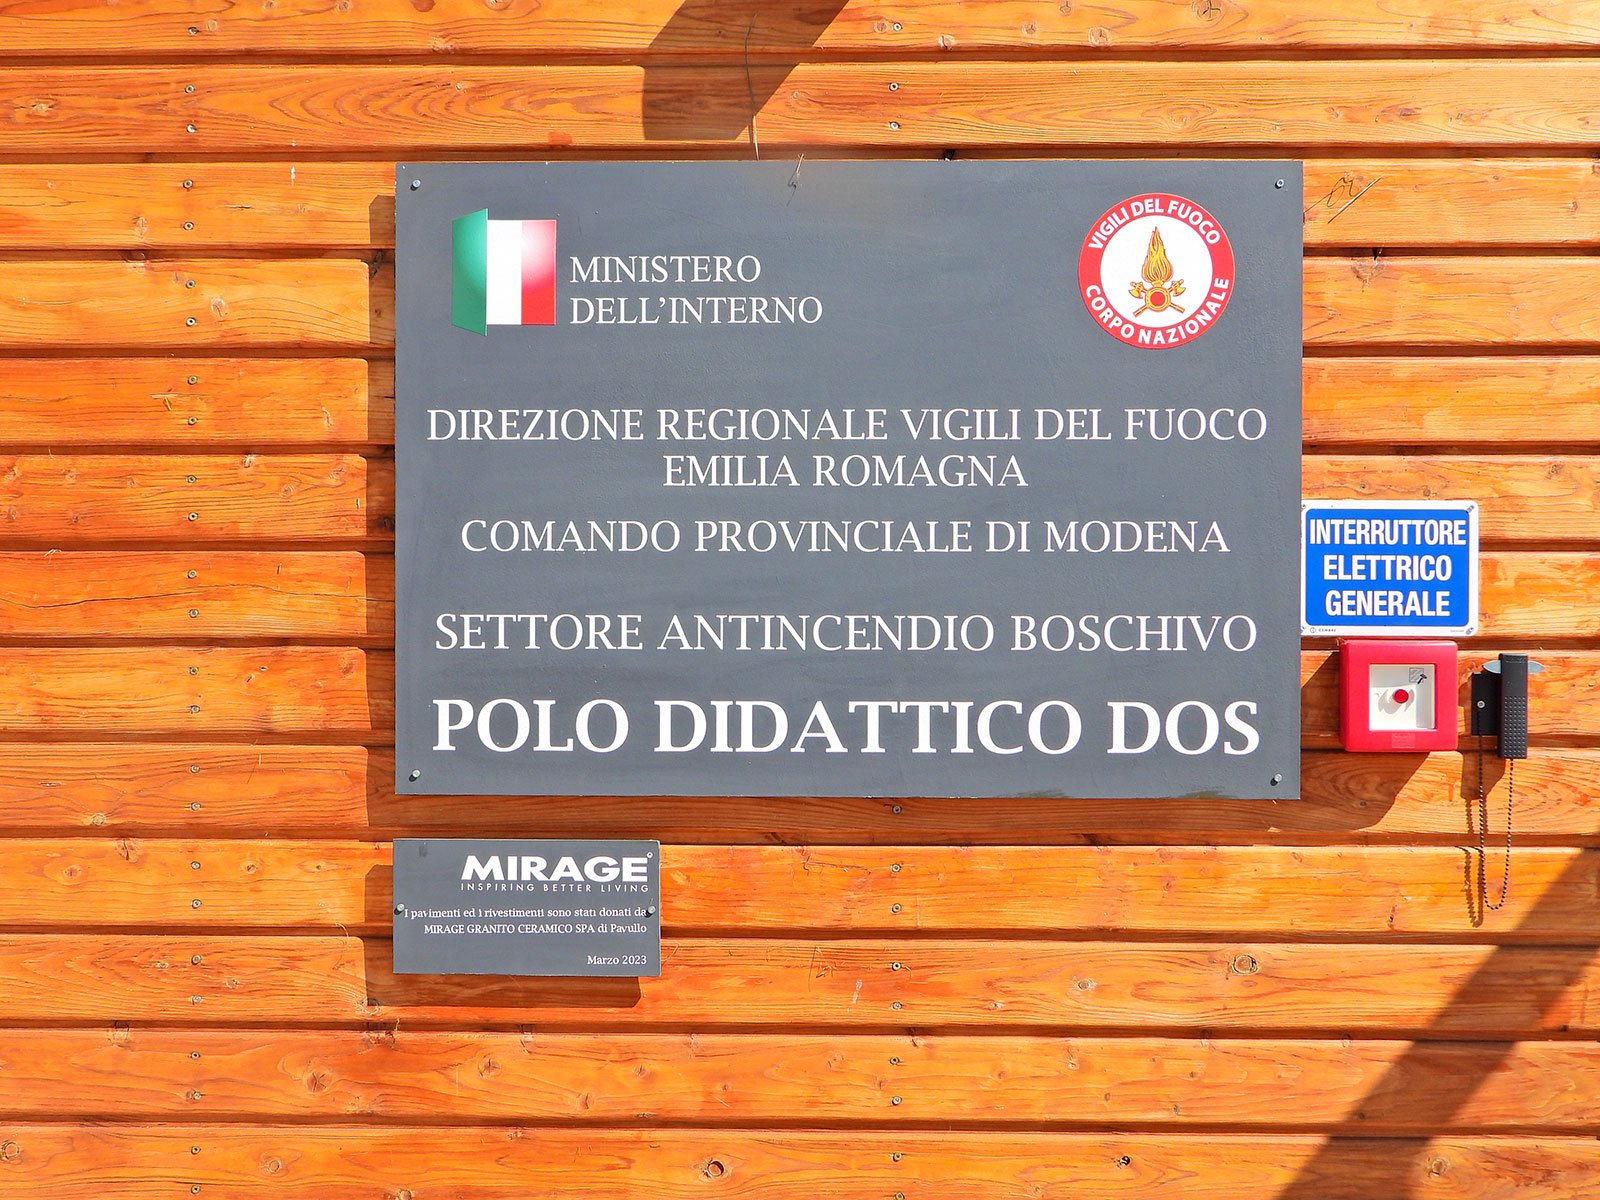 MINISTERO
DELL'INTERNO
VIGILI DEL FUOCO
CORPO NAZIONALE
DIREZIONE REGIONALE VIGILI DEL FUOCO
EMILIA ROMAGNA
COMANDO PROVINCIALE DI MODENA
SETTORE ANTINCENDIO BOSCHIVO
POLO DIDATTICO DOS
INTERRUTTORE
ELETTRICO
GENERALE
MIRAGE
INSPIRING BETTER LIVING
I pavimenti ed i rivestimenti sono stati donati da
MIRAGE GRANITO CERAMICO SPA di Pavullo
Marzo 2023